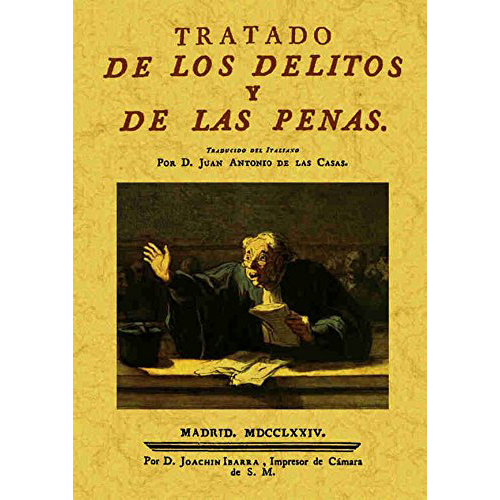 TRATADO
DE LOS DELITOS
Y
DE LAS PENAS.
TRADUCIDO DEL ITALIANO
POR D. JUAN ANTONIO DE LAS CASAS.
MADRID. MDCCLXXIV.
Por D. JOACHIN IBARRA, Impresor de Cámara
de S. M.